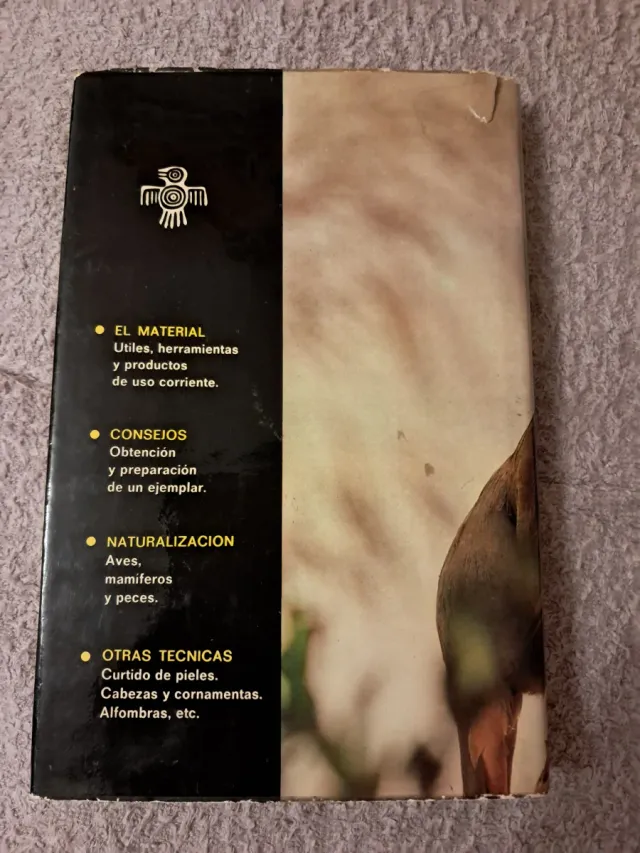 EL MATERIAL
Utiles, herramientas
y productos
de uso corriente.
CONSEJOS
Obtención
y preparación
de un ejemplar.
NATURALIZACION
Aves,
mamíferos
y peces.
OTRAS TECNICAS
Curtido de pieles.
Cabezas y cornamentas.
Alfombras, etc.